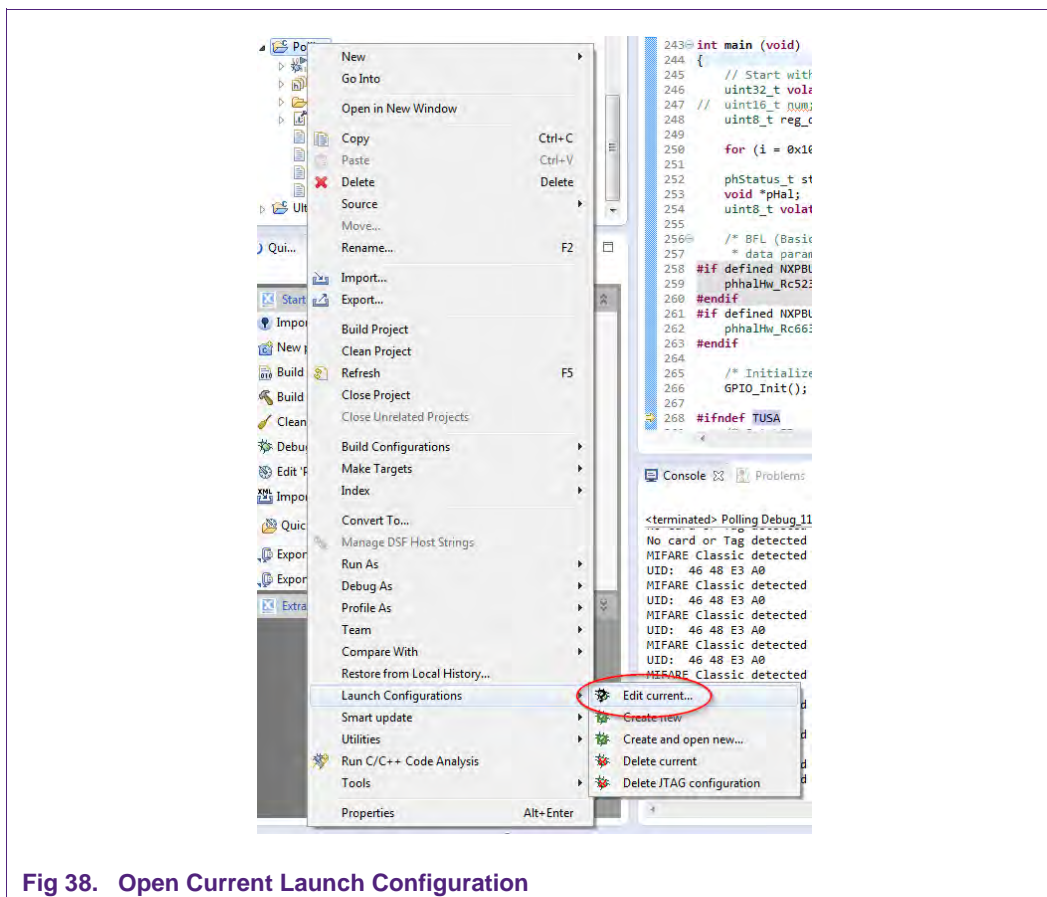 Po
New
Go Into
Open in New Window
Copy Ctrl+C
Paste Ctrl+V
Delete Delete
Source
Move...
Rename... F2
Import...
Export...
Build Project
Clean Project
Refresh F5
Close Project
Close Unrelated Projects
Build Configurations
Make Targets
Index
Convert To...
Manage DSF Host Strings
Run As
Debug As
Profile As
Team
Compare With
Restore from Local History...
Launch Configurations
Smart update
Utilities
Run C/C++ Code Analysis
Tools
Properties Alt+Enter
Ult
Qui...
Start
Impor
New p
Build
Build
Clean
Debu
Edit 'P
Impor
Quic
Expor
Expor
Extra
Edit current...
Create new
Create and open new...
Delete current
Delete JTAG configuration
243 int main (void)
244 {
245 // Start with
246 uint32_t vola
247 // uint16_t num;
248 uint8_t reg_
249
250 for (i = 0x10
251
252 phStatus_t st
253 void *pHal;
254 uint8_t volat
255
256 /* BFL (Basic
257 * data param
258 #if defined NXPBU
259 phhalHw_Rc523
260 #endif
261 #if defined NXPBU
262 phhalHw_Rc663
263 #endif
264
265 /* Initialize
266 GPIO_Init();
267
268 #ifndef TUSA
Console Problems
<terminated> Polling Debug_11
No card or Tag detected
No card or Tag detected
MIFARE Classic detected
UID: 46 48 E3 A0
MIFARE Classic detected
UID: 46 48 E3 A0
MIFARE Classic detected
UID: 46 48 E3 A0
MIFARE Classic detected
UID: 46 48 E3 A0
MIFARE Classic detected
Fig 38. Open Current Launch Configuration